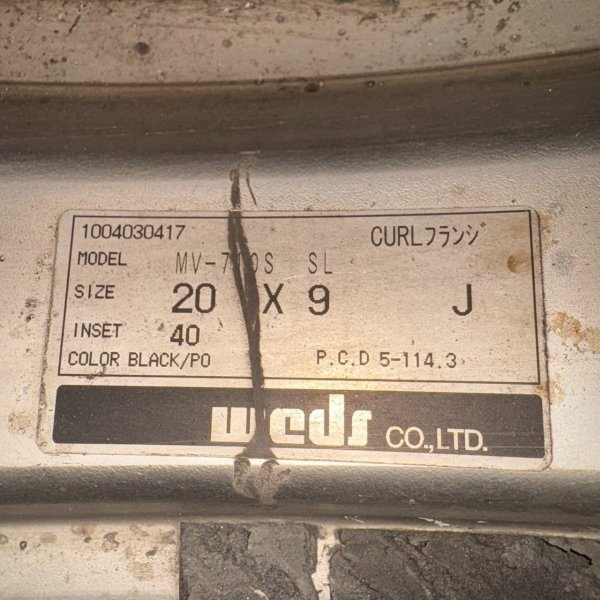 1004030417 CURLフランジ
MODEL SL
SIZE 20 X 9 J
INSET 40
COLOR BLACK/PO P.C.D 5-114.3
weds CO.,LTD.